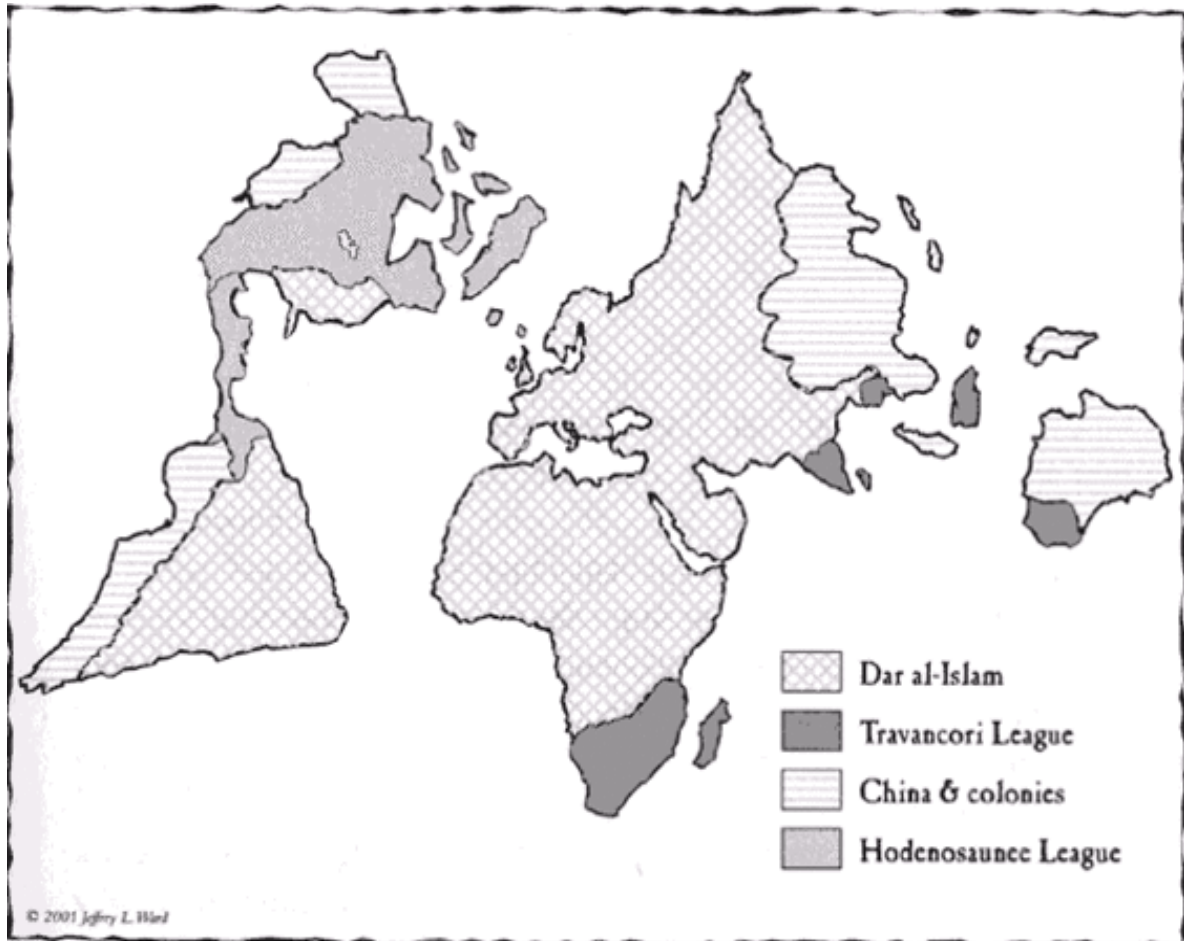 Dar al-Islam
Travancori League
China & colonies
Hodenosaunee League
© 2001 Jeffrey L. Ward